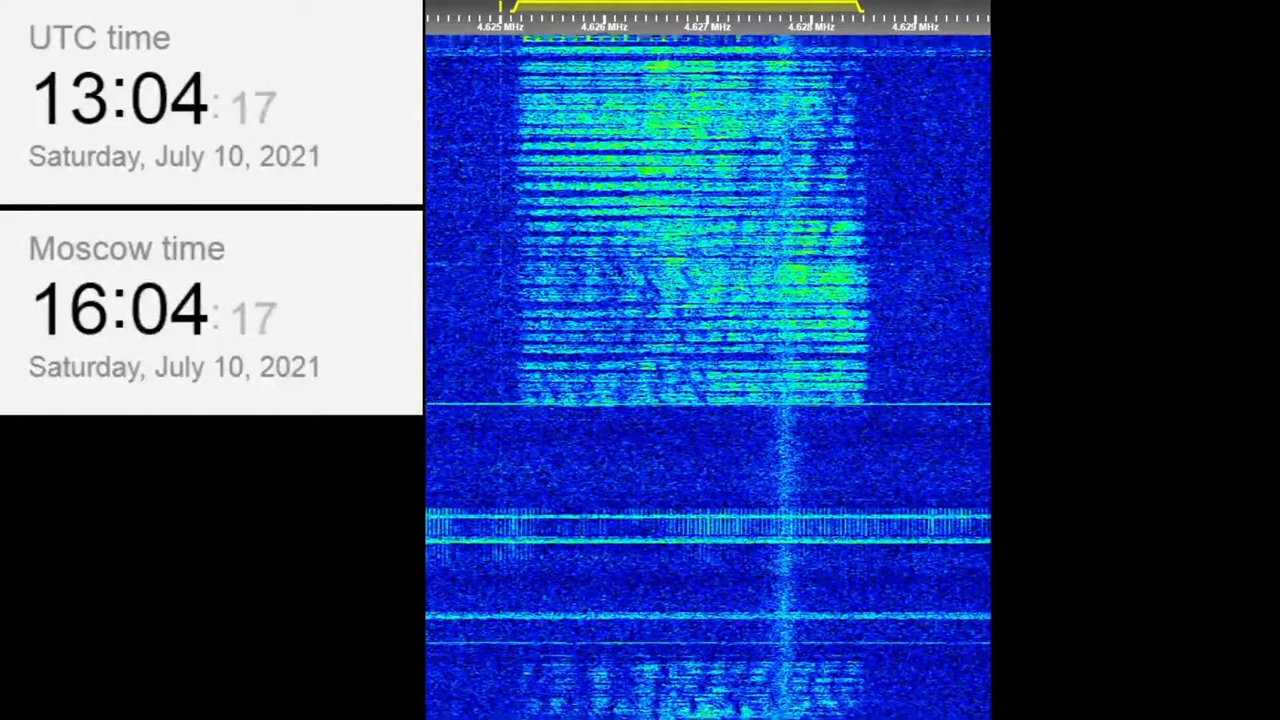 UTC time
13:04: 17
Saturday, July 10, 2021
Moscow time
16:04: 17
Saturday, July 10, 2021
4.625 MHz 4.626 MHz 4.627 MHz 4.628 MHz 4.629 MHz